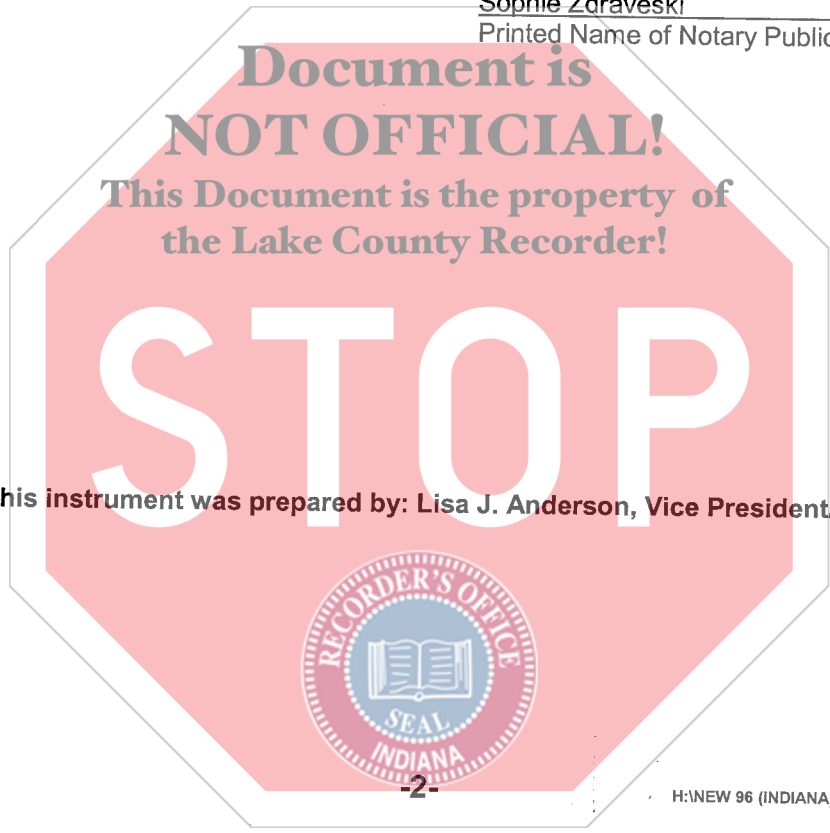 Sophie Zdraveski
Printed Name of Notary Public
Document is
NOT OFFICIAL!
This Document is the property of
the Lake County Recorder!
STOP
his instrument was prepared by: Lisa J. Anderson, Vice President
RECORDER'S OFFICE
SEAL
INDIANA
-2-
H:\NEW 96 (INDIANA